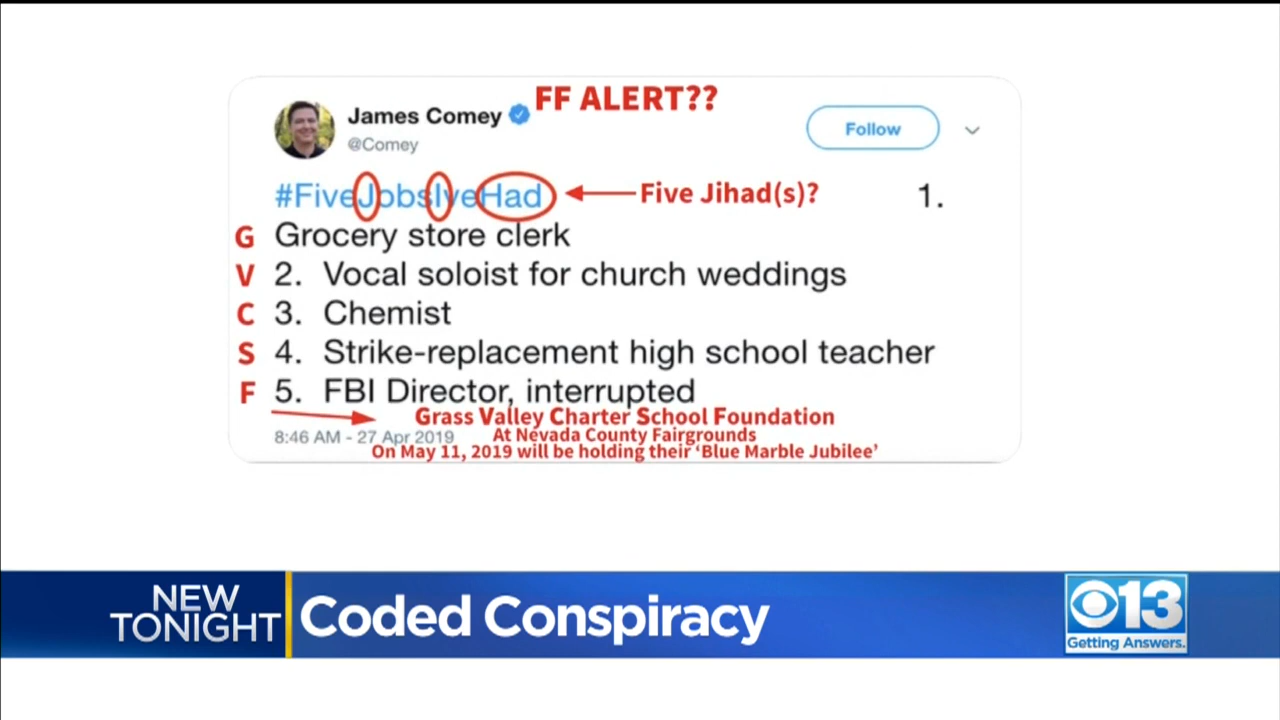 FF ALERT??
James Comey
@Comey
Follow
#FiveJobsIveHad
Five Jihad(s)?
1.
G Grocery store clerk
V 2. Vocal soloist for church weddings
C 3. Chemist
S 4. Strike-replacement high school teacher
F 5. FBI Director, interrupted
Grass Valley Charter School Foundation
8:46 AM - 27 Apr 2019
At Nevada County Fairgrounds
On May 11, 2019 will be holding their ‘Blue Marble Jubilee’
NEW
TONIGHT
Coded Conspiracy
13
Getting Answers.